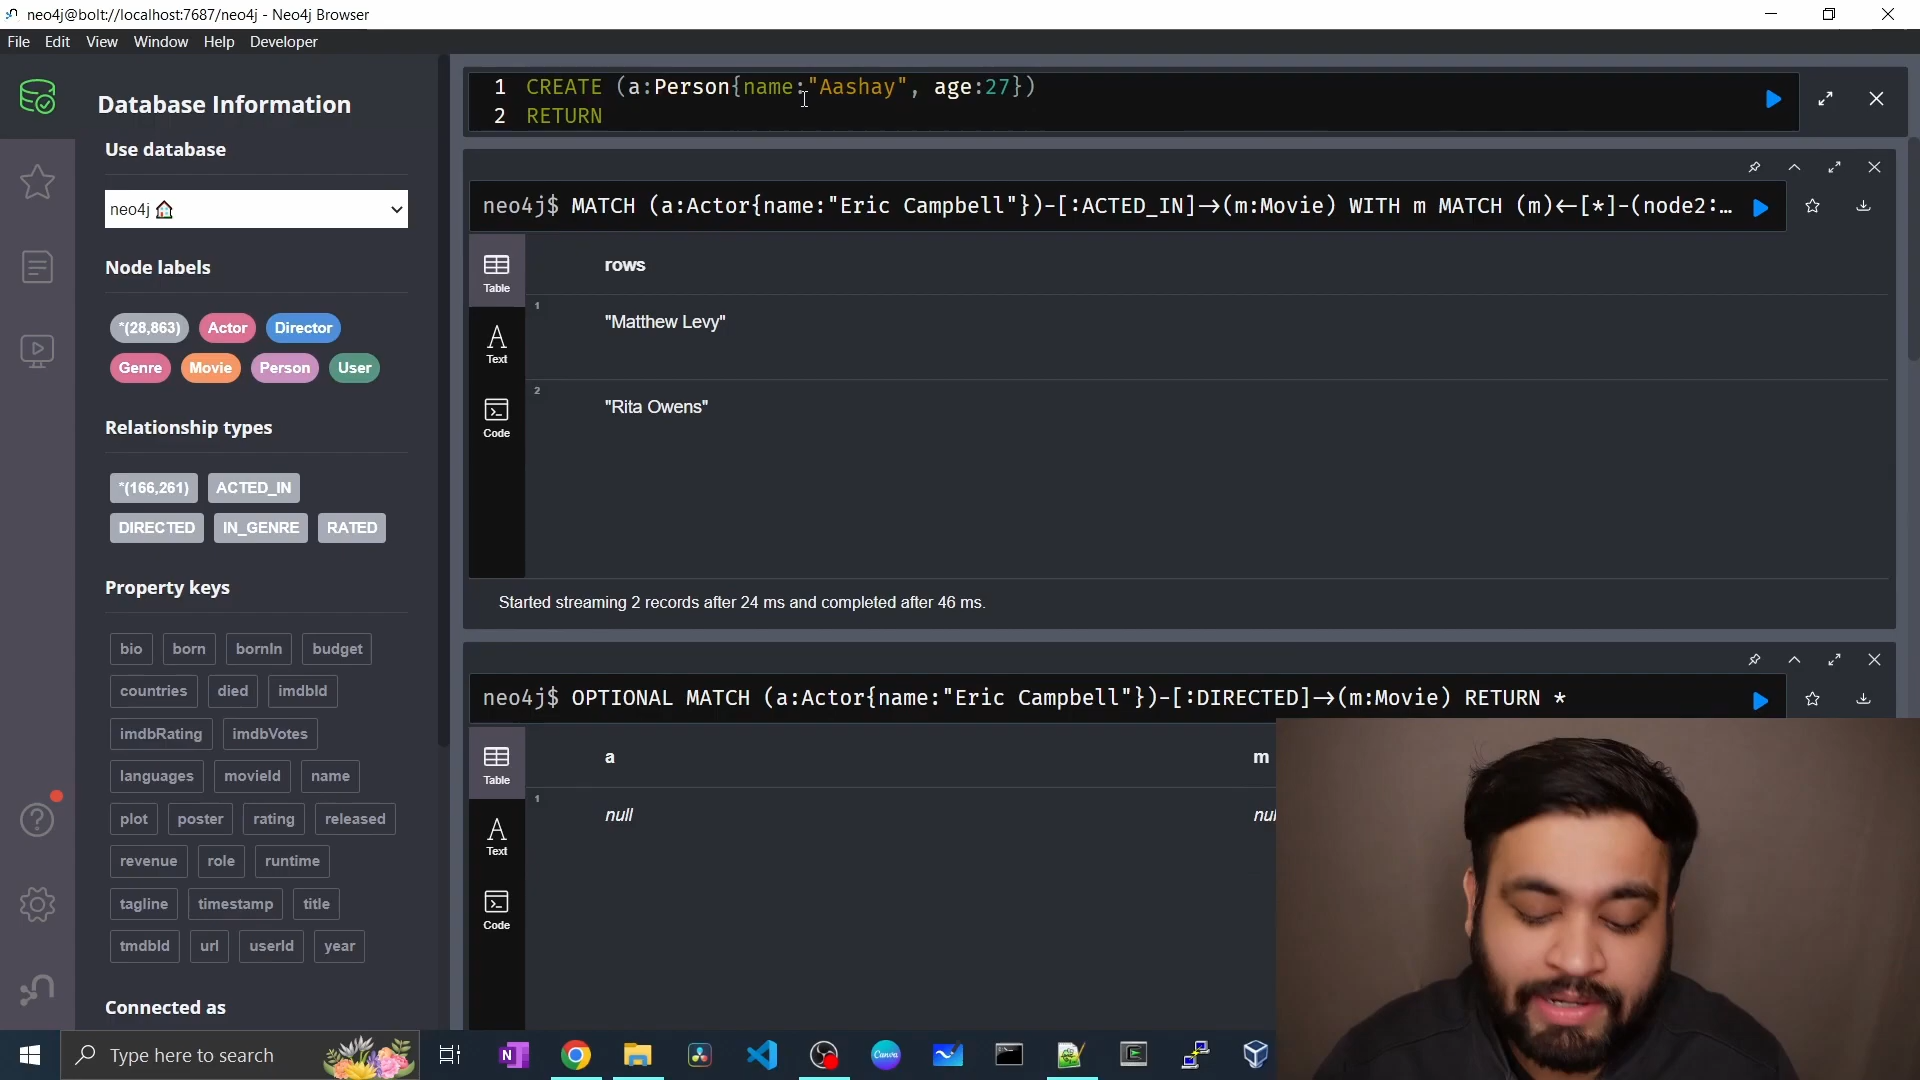 neo4j@bolt://localhost:7687/neo4j - Neo4j Browser
File Edit View Window Help Developer
Database Information
Use database
neo4j
Node labels
*(28,863) Actor Director
Genre Movie Person User
Relationship types
*(166,261) ACTED_IN
DIRECTED IN_GENRE RATED
Property keys
bio born bornIn budget
countries died imdbId
imdbRating imdbVotes
languages movieId name
plot poster rating released
revenue role runtime
tagline timestamp title
tmdbId url userId year
Connected as
1 CREATE (a:Person{name:"Aashay", age:27})
2 RETURN
neo4j$ MATCH (a:Actor{name:"Eric Campbell"})-[:ACTED_IN]->(m:Movie) WITH m MATCH (m)<-[*]-(node2:…
Table
Text
Code
rows
1 "Matthew Levy"
2 "Rita Owens"
Started streaming 2 records after 24 ms and completed after 46 ms.
neo4j$ OPTIONAL MATCH (a:Actor{name:"Eric Campbell"})-[:DIRECTED]->(m:Movie) RETURN *
Table
Text
Code
a m
1 null nul
Type here to search
N
Canva